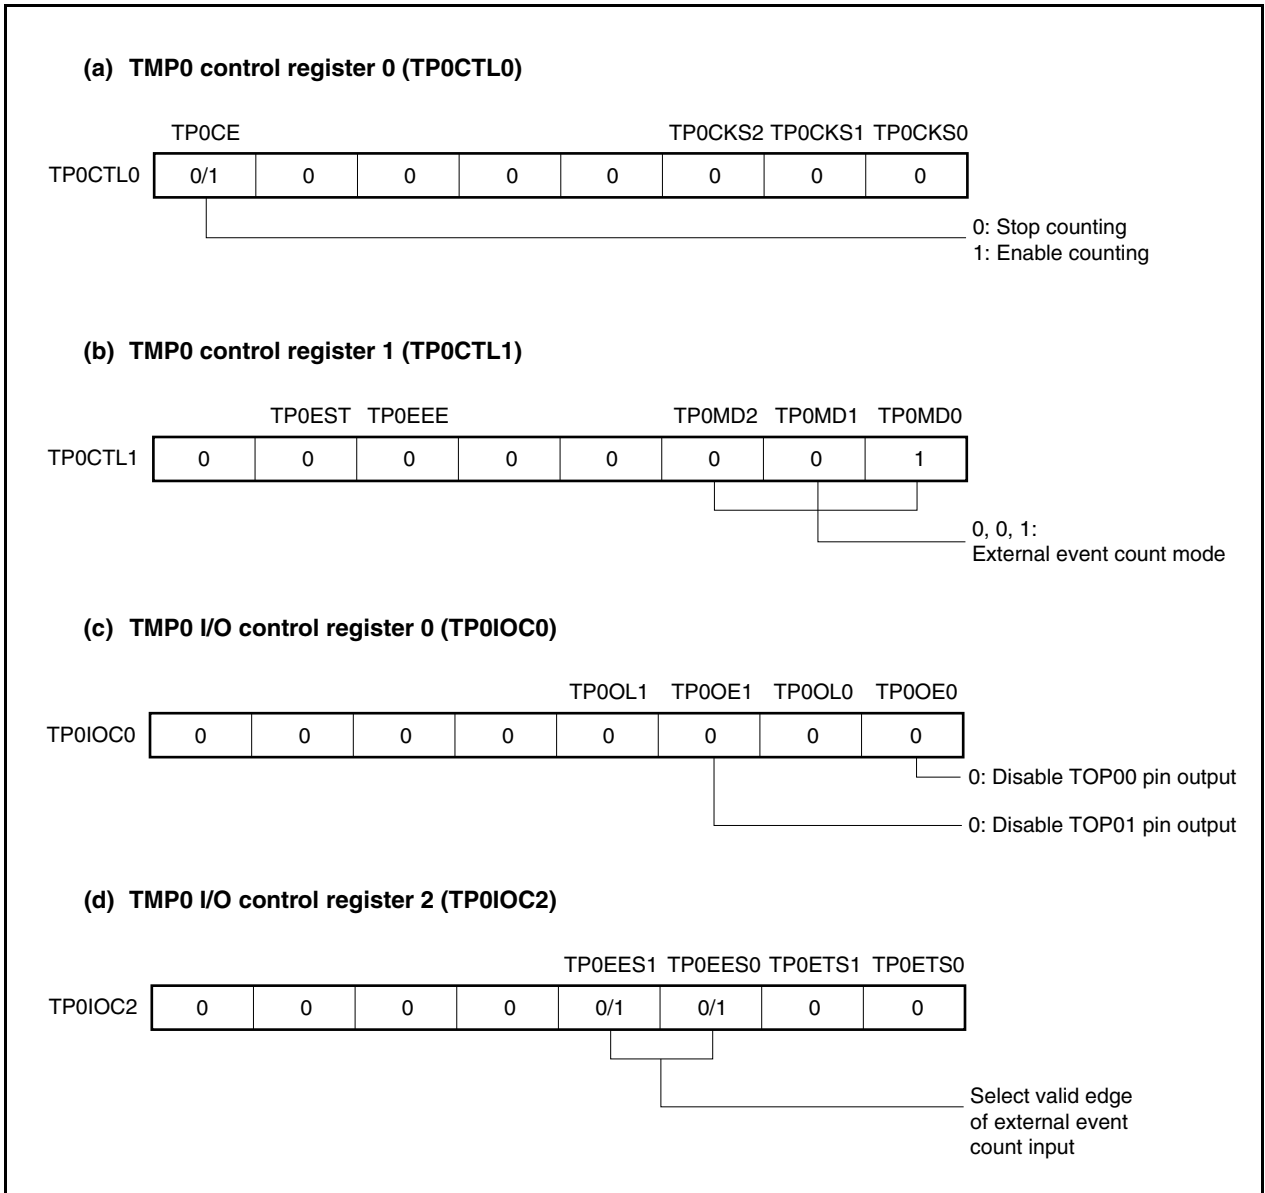 (a) TMP0 control register 0 (TP0CTL0)
TP0CE TP0CKS2 TP0CKS1 TP0CKS0
TP0CTL0 0/1 0 0 0 0 0 0 0
0: Stop counting
1: Enable counting
(b) TMP0 control register 1 (TP0CTL1)
TP0EST TP0EEE TP0MD2 TP0MD1 TP0MD0
TP0CTL1 0 0 0 0 0 0 0 1
0, 0, 1:
External event count mode
(c) TMP0 I/O control register 0 (TP0IOC0)
TP0OL1 TP0OE1 TP0OL0 TP0OE0
TP0IOC0 0 0 0 0 0 0 0 0
0: Disable TOP00 pin output
0: Disable TOP01 pin output
(d) TMP0 I/O control register 2 (TP0IOC2)
TP0EES1 TP0EES0 TP0ETS1 TP0ETS0
TP0IOC2 0 0 0 0 0/1 0/1 0 0
Select valid edge
of external event
count input